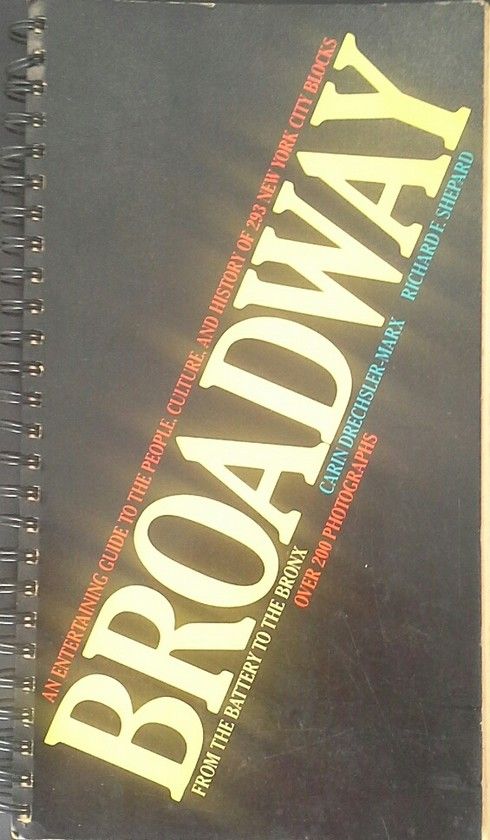 AN ENTERTAINING GUIDE TO THE PEOPLE, CULTURE, AND HISTORY OF 293 NEW YORK CITY BLOCKS
BROADWAY
FROM THE BATTERY TO THE BRONX
CARIN DRECHSLER-MARX RICHARD F. SHEPARD
OVER 200 PHOTOGRAPHS